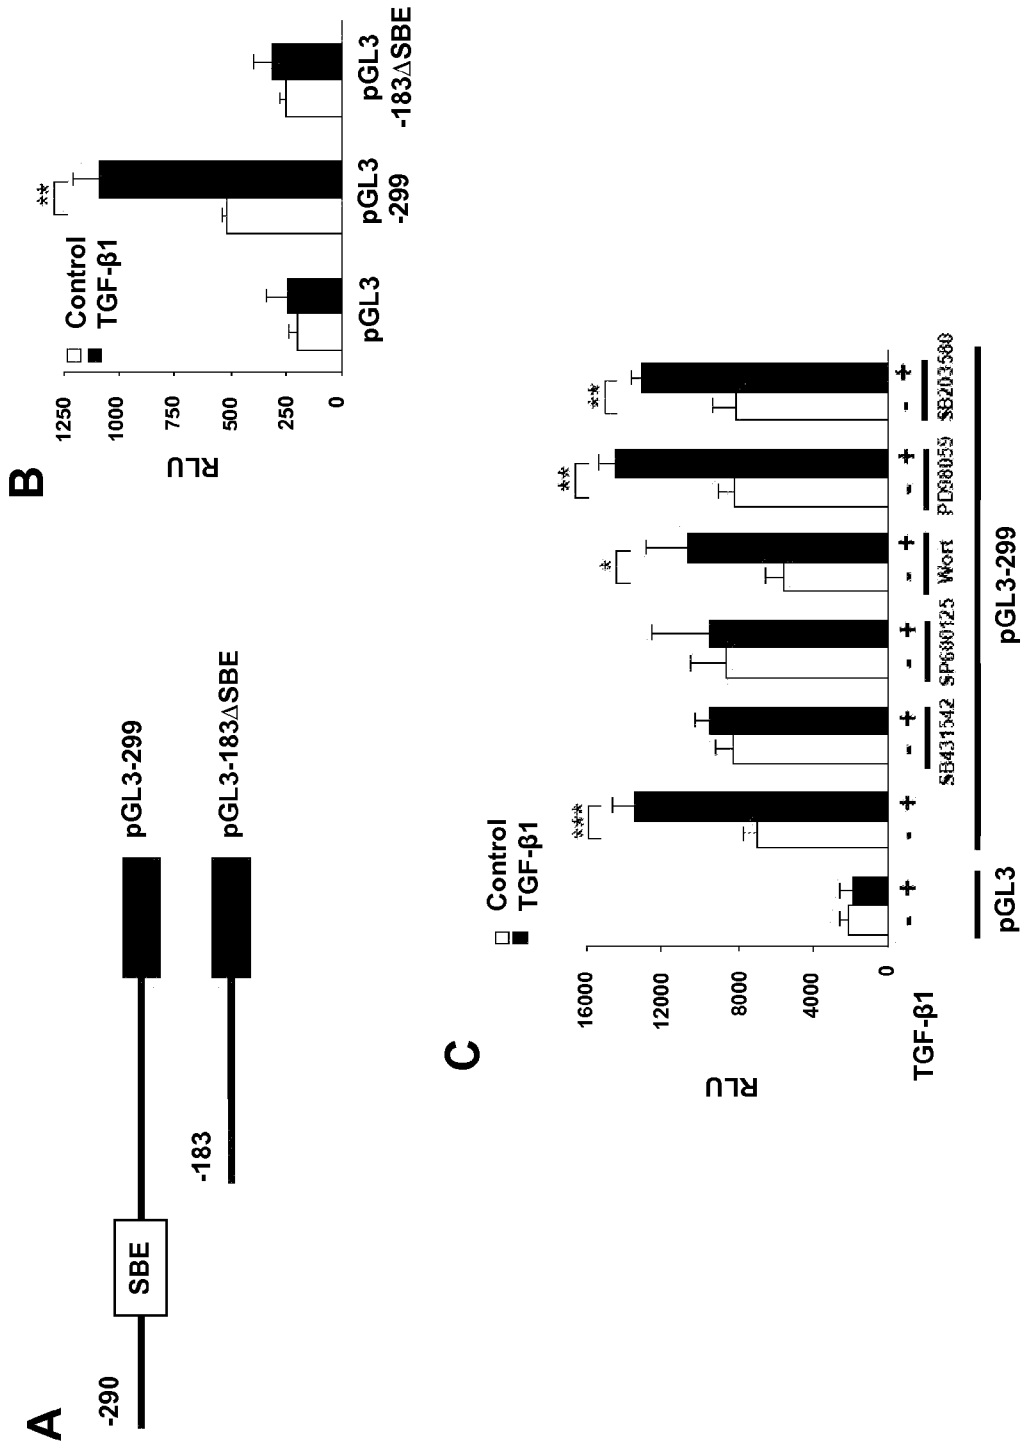 A
-290
SBE
pGL3-299
-183
pGL3-183ΔSBE
B
Control
TGF-β1
1250
1000
750
500
250
0
RLU
**
pGL3
pGL3
-299
pGL3
-183ΔSBE
C
Control
TGF-β1
16000
12000
8000
4000
0
RLU
***
*
**
**
TGF-β1
- + - + - + - + - + - + - +
SB431542 SP600125 Wort PD98059 SB203580
pGL3 pGL3-299